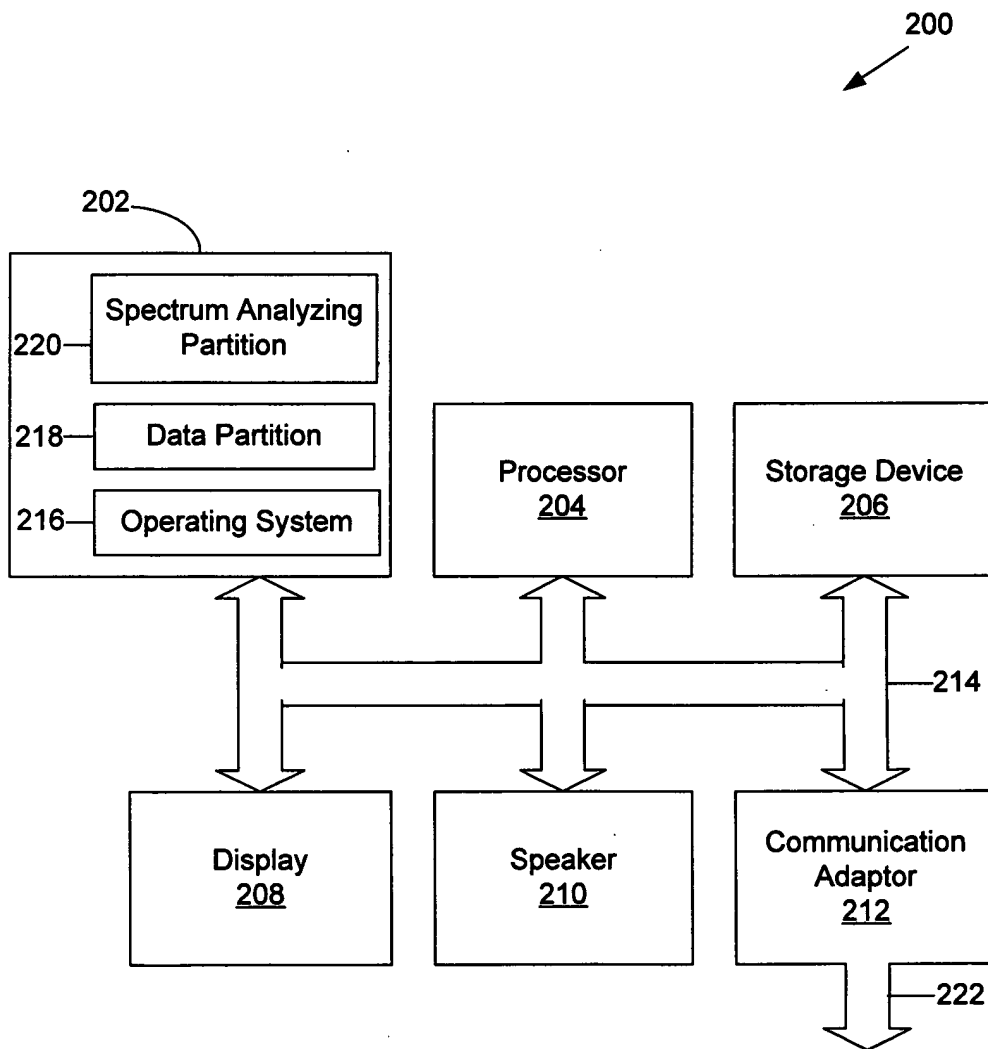 200
202
Spectrum Analyzing
Partition
220
218
Data Partition
216
Operating System
Processor
204
Storage Device
206
214
Display
208
Speaker
210
Communication
Adaptor
212
222